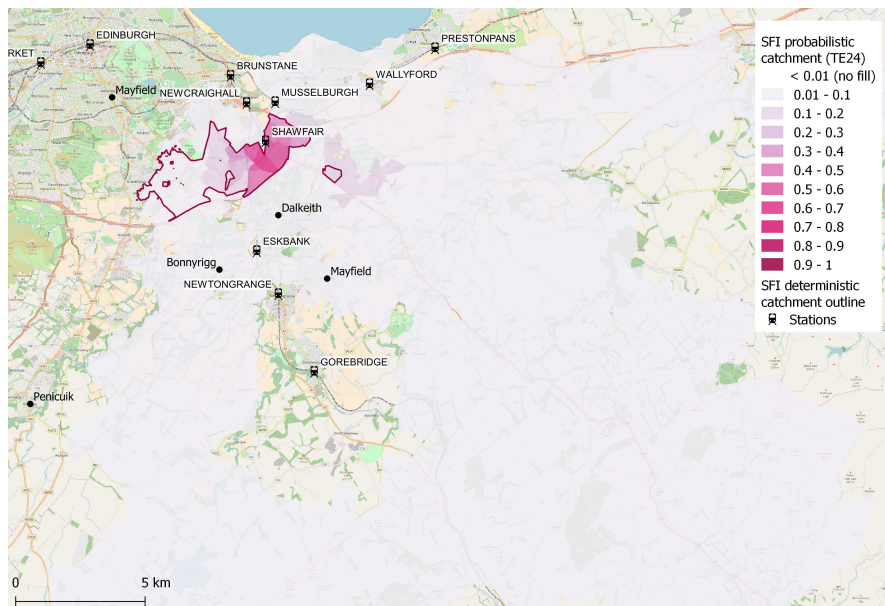 EDINBURGH
RKET
Mayfield
BRUNSTANE
NEWCRAIGHALL
MUSSELBURGH
WALLYFORD
PRESTONPANS
SHAWFAIR
Dalkeith
ESKBANK
Bonnyrigg
Mayfield
NEWTONGRANGE
GOREBRIDGE
Penicuik
0 5 km
SFI probabilistic
catchment (TE24)
< 0.01 (no fill)
0.01 - 0.1
0.1 - 0.2
0.2 - 0.3
0.3 - 0.4
0.4 - 0.5
0.5 - 0.6
0.6 - 0.7
0.7 - 0.8
0.8 - 0.9
0.9 - 1
SFI deterministic
catchment outline
Stations